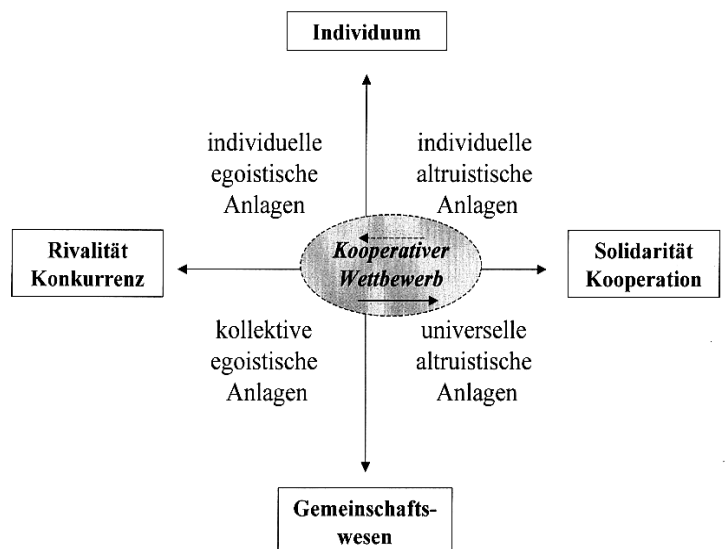 Individuum
individuelle
egoistische
Anlagen
individuelle
altruistische
Anlagen
Rivalität
Konkurrenz
Kooperativer
Wettbewerb
Solidarität
Kooperation
kollektive
egoistische
Anlagen
universelle
altruistische
Anlagen
Gemeinschafts-
wesen